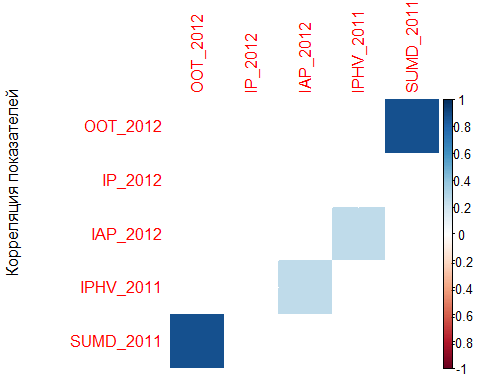 OOT_2012
IP_2012
IAP_2012
IPHV_2011
SUMD_2011
Корреляция показателей
OOT_2012
IP_2012
IAP_2012
IPHV_2011
SUMD_2011
1
0.8
0.6
0.4
0.2
0
-0.2
-0.4
-0.6
-0.8
-1